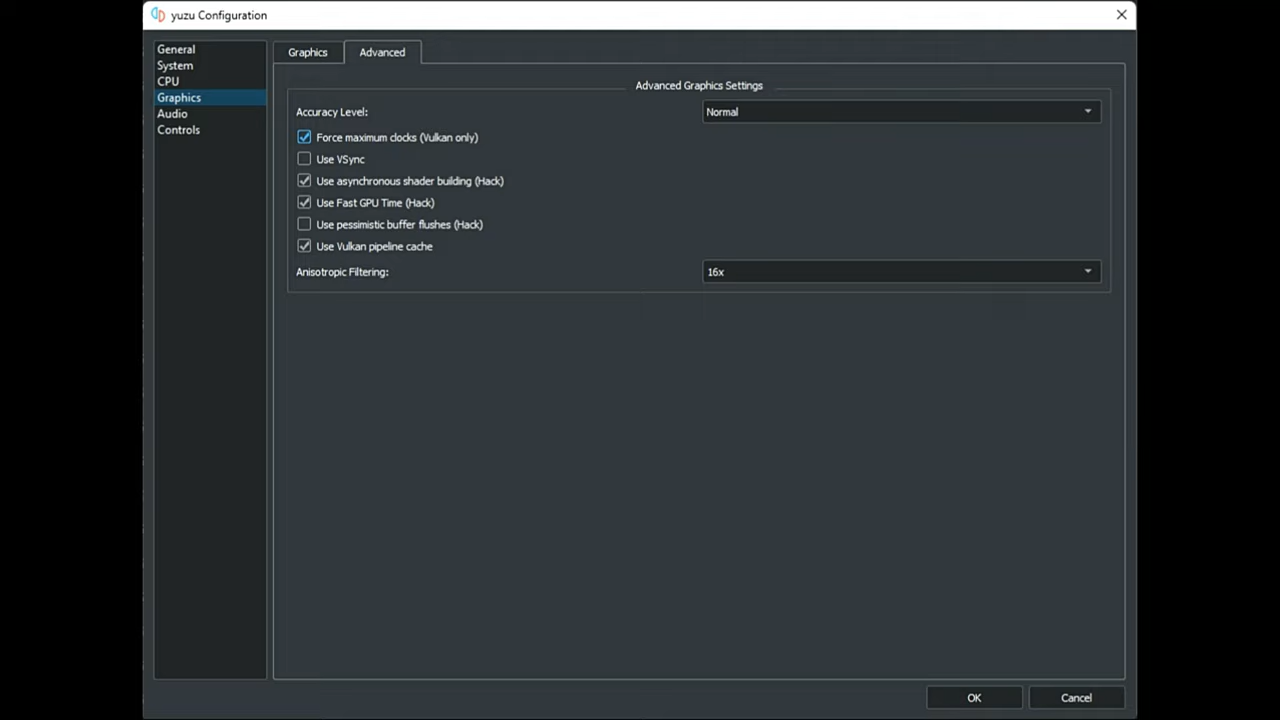 yuzu Configuration
General
System
CPU
Graphics
Audio
Controls
Graphics
Advanced
Advanced Graphics Settings
Accuracy Level:
Normal
Force maximum clocks (Vulkan only)
Use VSync
Use asynchronous shader building (Hack)
Use Fast GPU Time (Hack)
Use pessimistic buffer flushes (Hack)
Use Vulkan pipeline cache
Anisotropic Filtering:
16x
OK
Cancel